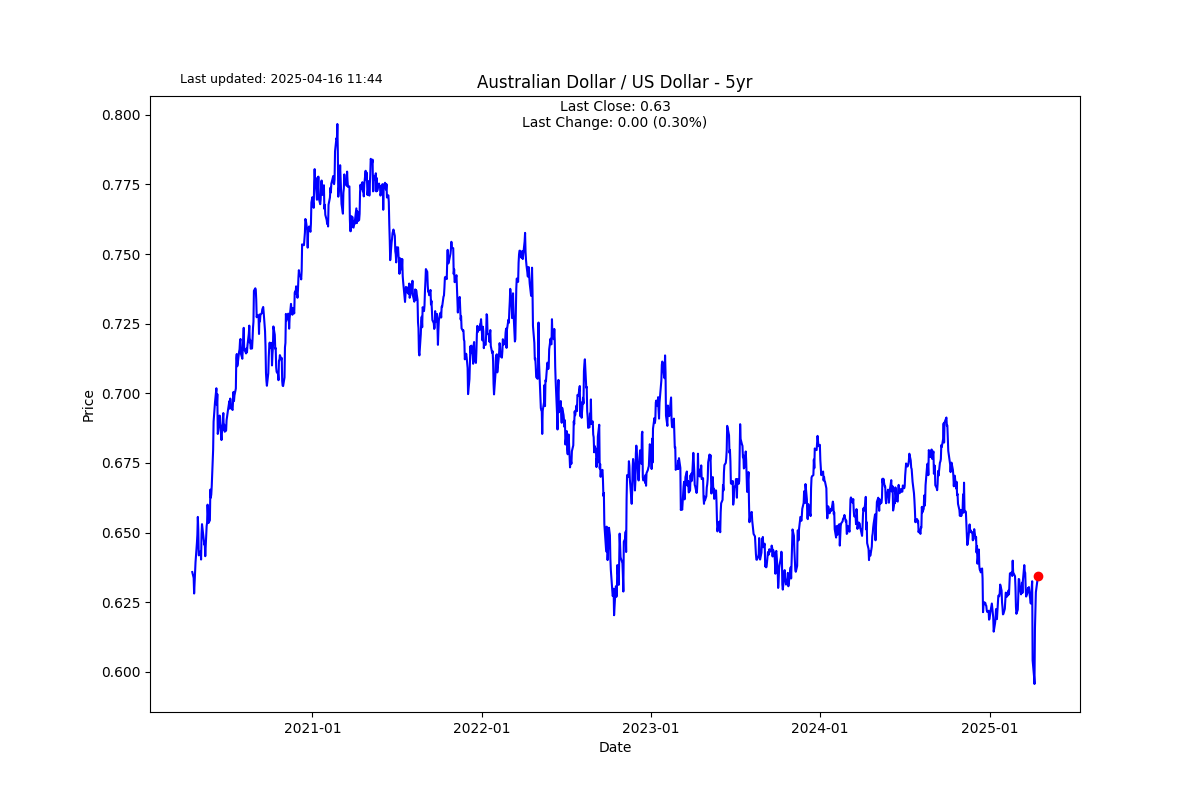 Last updated: 2025-04-16 11:44
Australian Dollar / US Dollar - 5yr
Last Close: 0.63
Last Change: 0.00 (0.30%)
0.800
0.775
0.750
0.725
0.700
0.675
0.650
0.625
0.600
Price
2021-01
2022-01
2023-01
2024-01
2025-01
Date